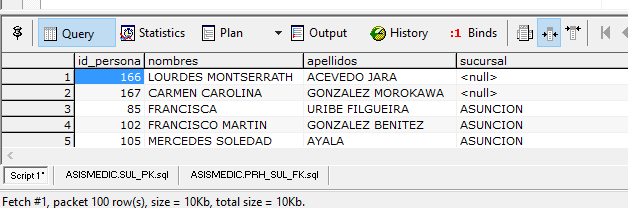 Query Statistics Plan Output History :1 Binds
id_persona nombres apellidos sucursal
1 166 LOURDES MONTSERRATH ACEVEDO JARA <null>
2 167 CARMEN CAROLINA GONZALEZ MOROKAWA <null>
3 85 FRANCISCA URIBE FILGUEIRA ASUNCION
4 102 FRANCISCO MARTIN GONZALEZ BENITEZ ASUNCION
5 105 MERCEDES SOLEDAD AYALA ASUNCION
Script 1* ASISMEDIC.SUL_PK.sql ASISMEDIC.PRH_SUL_FK.sql
Fetch #1, packet 100 row(s), size = 10Kb, total size = 10Kb.